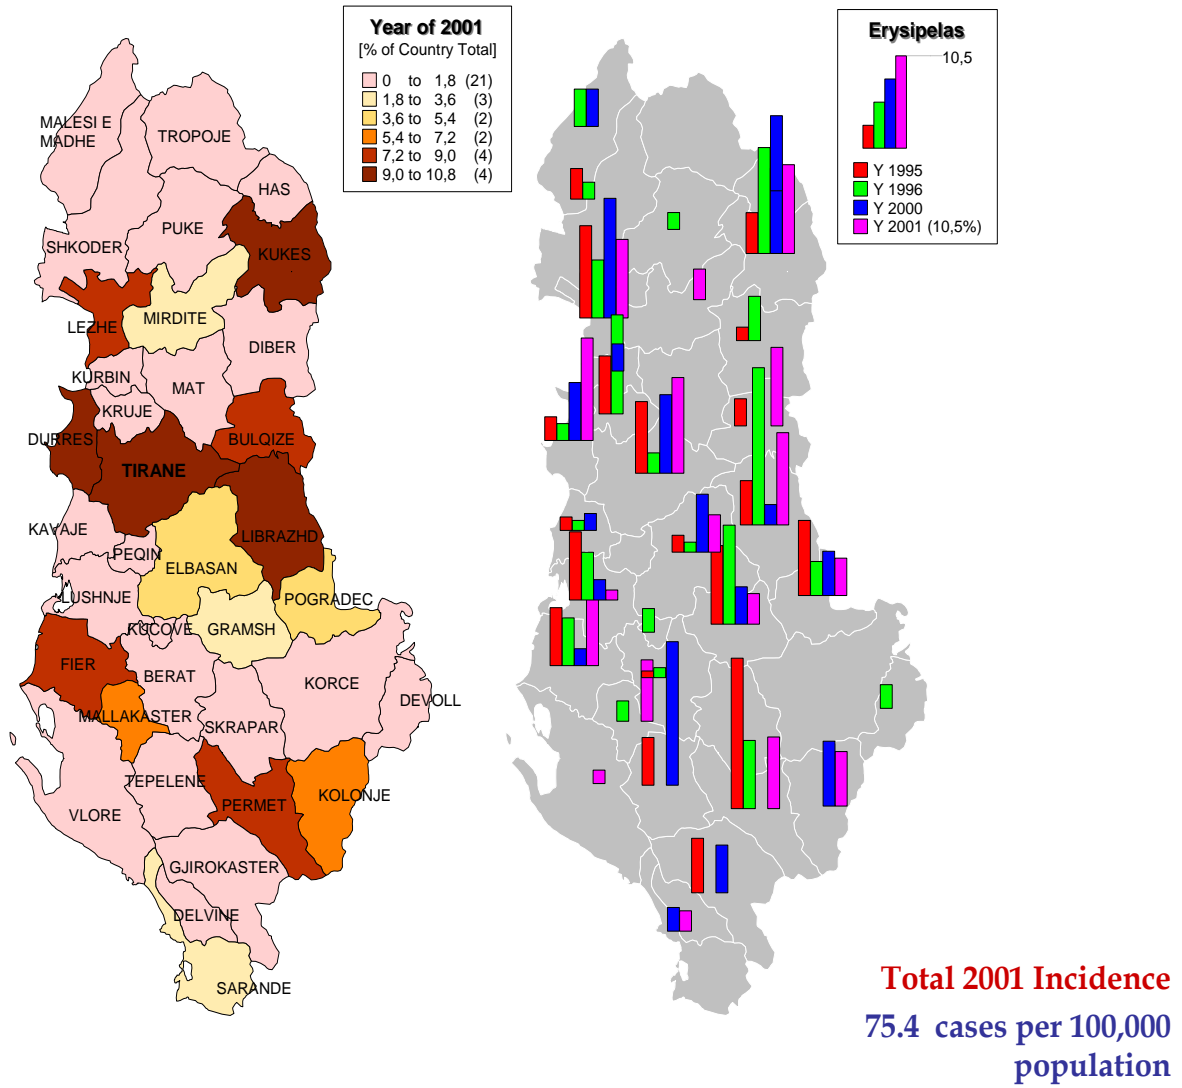 Year of 2001
[% of Country Total]
0 to 1,8 (21)
1,8 to 3,6 (3)
3,6 to 5,4 (2)
5,4 to 7,2 (2)
7,2 to 9,0 (4)
9,0 to 10,8 (4)
MALESI E
MADHE
TROPOJE
HAS
PUKE
SHKODER
KUKES
LEZHE
MIRDITE
DIBER
KURBIN
MAT
KRUJE
DURRES
BULQIZE
TIRANE
KAVAJE
LIBRAZHD
PEQIN
ELBASAN
LUSHNJE
POGRADEC
KUCOVE
GRAMSH
FIER
BERAT
KORCE
DEVOLL
MALLAKASTER
SKRAPAR
TEPELENE
KOLONJE
PERMET
VLORE
GJIROKASTER
DELVINE
SARANDE
Erysipelas
10,5
Y 1995
Y 1996
Y 2000
Y 2001 (10,5%)
Total 2001 Incidence
75.4 cases per 100,000
population